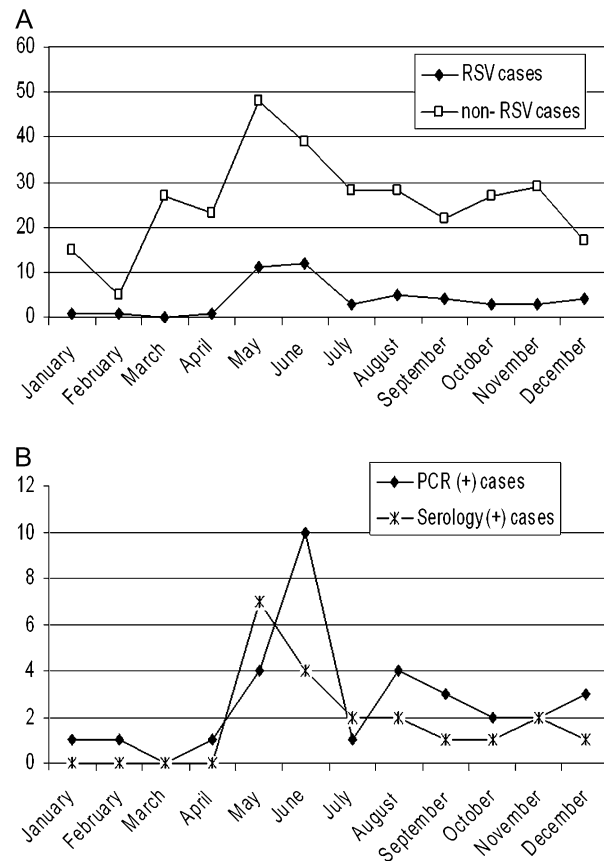 A
60
50
40
30
20
10
0
RSV cases
non- RSV cases
January
February
March
April
May
June
July
August
September
October
November
December
B
12
10
8
6
4
2
0
PCR (+) cases
Serology (+) cases
January
February
March
April
May
June
July
August
September
October
November
December